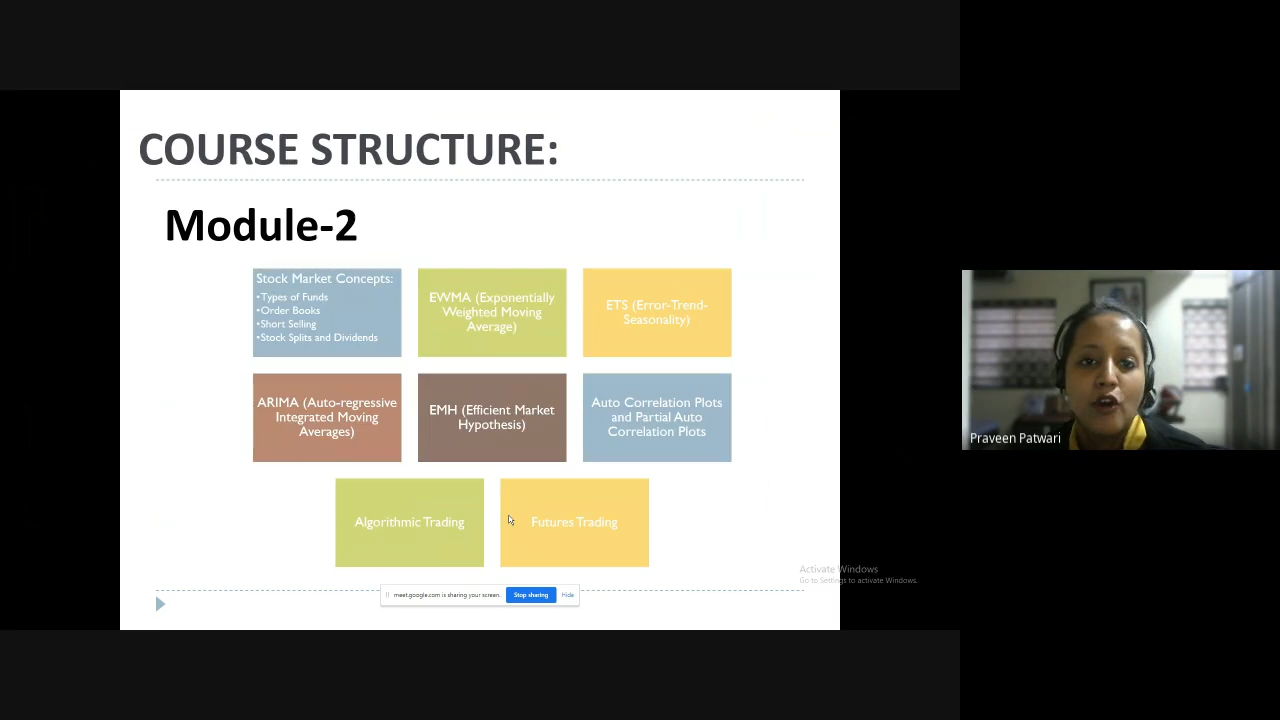 COURSE STRUCTURE:
Module-2
Stock Market Concepts:
•Types of Funds
•Order Books
•Short Selling
•Stock Splits and Dividends
EWMA (Exponentially
Weighted Moving
Average)
ETS (Error-Trend-
Seasonality)
ARIMA (Auto-regressive
Integrated Moving
Averages)
EMH (Efficient Market
Hypothesis)
Auto Correlation Plots
and Partial Auto
Correlation Plots
Algorithmic Trading
Futures Trading
Activate Windows
Go to Settings to activate Windows.
meet.google.com is sharing your screen.
Stop sharing
Hide
Praveen Patwari